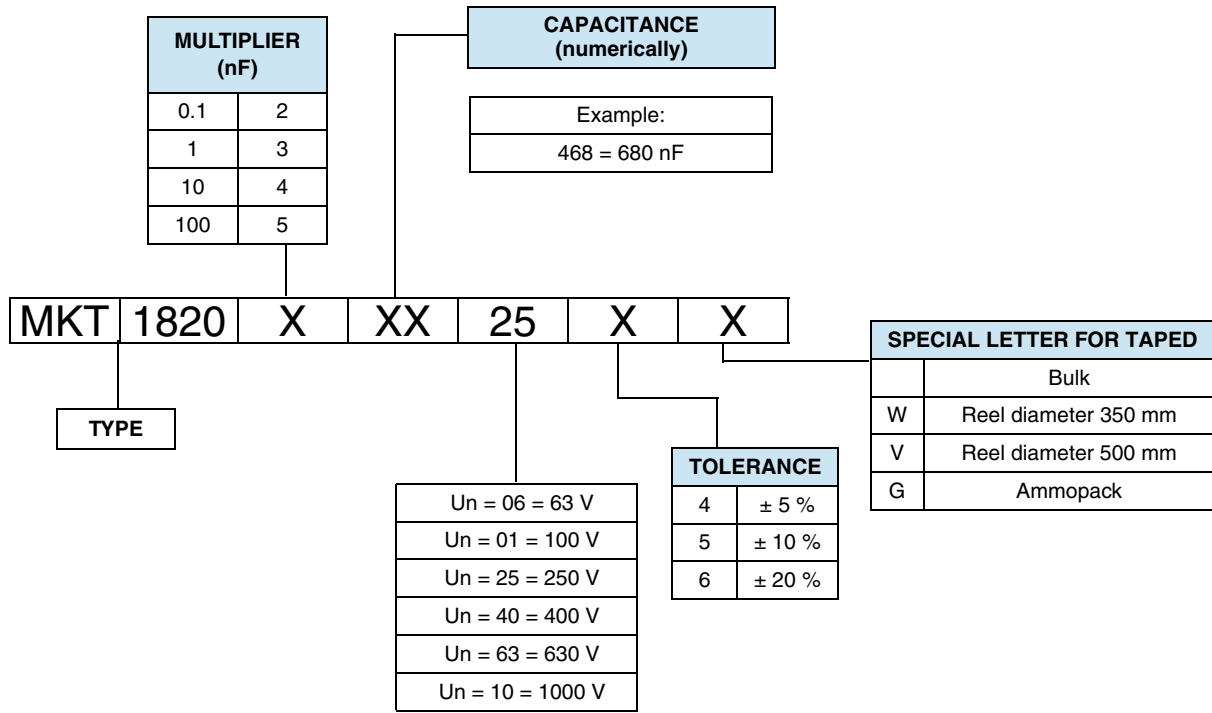 MULTIPLIER
(nF)
0.1 2
1 3
10 4
100 5
CAPACITANCE
(numerically)
Example:
468 = 680 nF
MKT 1820 X XX 25 X X
TYPE
Un = 06 = 63 V
Un = 01 = 100 V
Un = 25 = 250 V
Un = 40 = 400 V
Un = 63 = 630 V
Un = 10 = 1000 V
TOLERANCE
4 ± 5 %
5 ± 10 %
6 ± 20 %
SPECIAL LETTER FOR TAPED
Bulk
W Reel diameter 350 mm
V Reel diameter 500 mm
G Ammopack